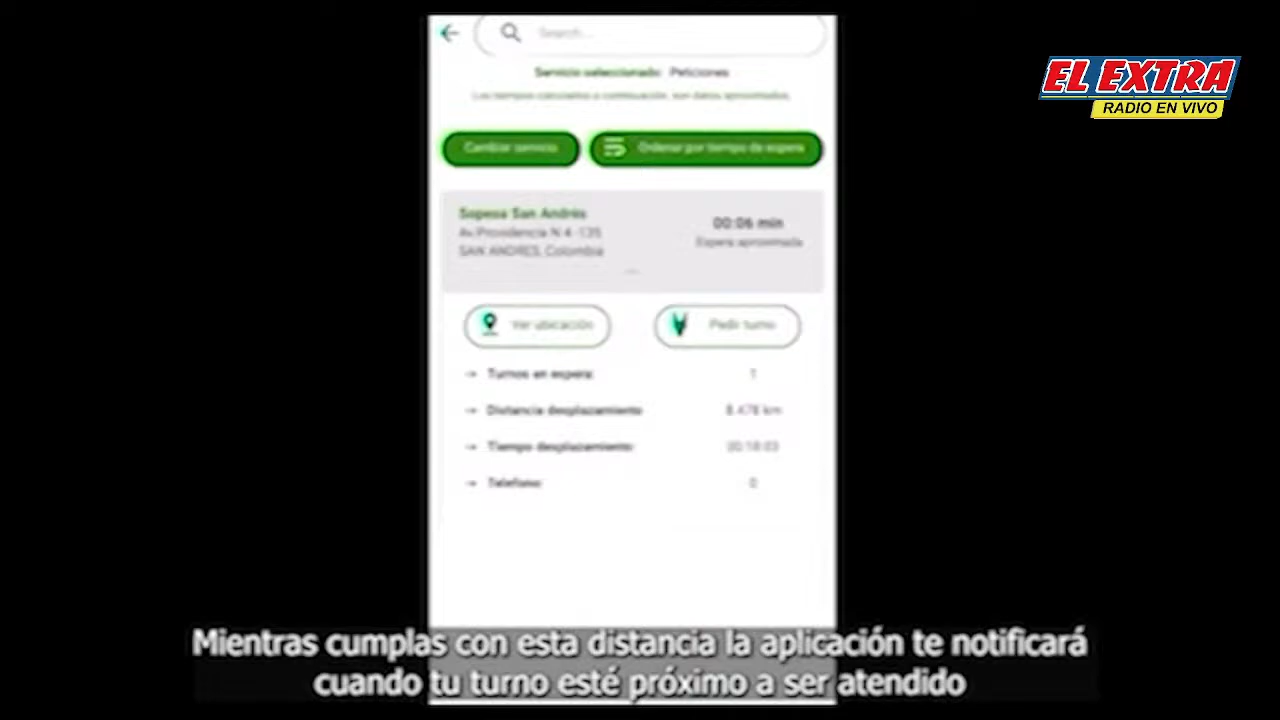 Search...
EL EXTRA
RADIO EN VIVO
Servicio seleccionado: Peticiones
Los tiempos calculados a continuación, son datos aproximados.
Cambiar servicio
Ordenar por tiempo de espera
Sopesa San Andrés
Av Providencia N 4 -135
SAN ANDRES, Colombia
00:06 min
Espera aproximada
Ver ubicación
Pedir turno
Turnos en espera: 1
Distancia desplazamiento 8.478 km
Tiempo desplazamiento: 00:18:03
Telefono: 0
Mientras cumplas con esta distancia la aplicación te notificará
cuando tu turno esté próximo a ser atendido